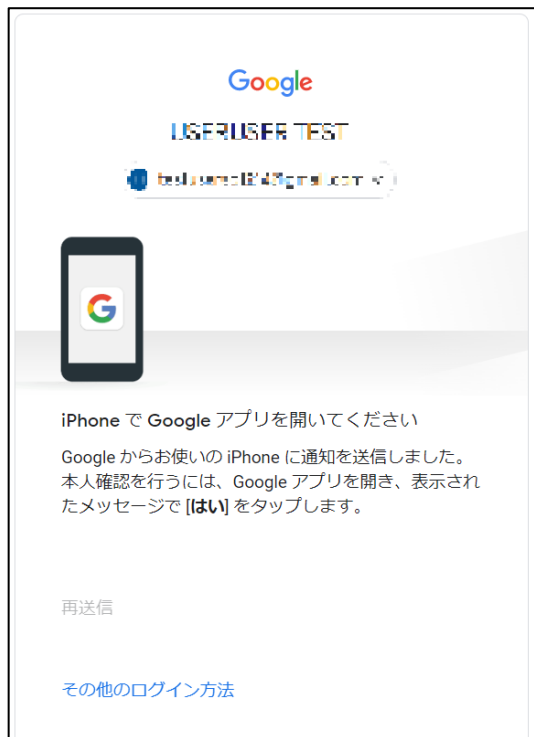 Google
USERUSER TEST
iPhone で Google アプリを開いてください
Google からお使いの iPhone に通知を送信しました。
本人確認を行うには、Google アプリを開き、表示され
たメッセージで [はい] をタップします。
再送信
その他のログイン方法